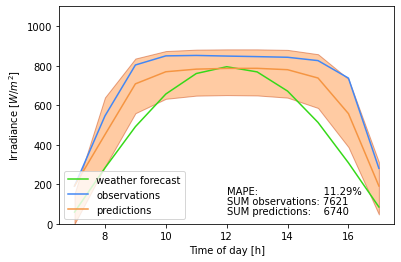 1000
800
600
400
200
0
Irradiance [W/m²]
weather forecast
observations
predictions
MAPE: 11.29%
SUM observations: 7621
SUM predictions: 6740
8 10 12 14 16
Time of day [h]